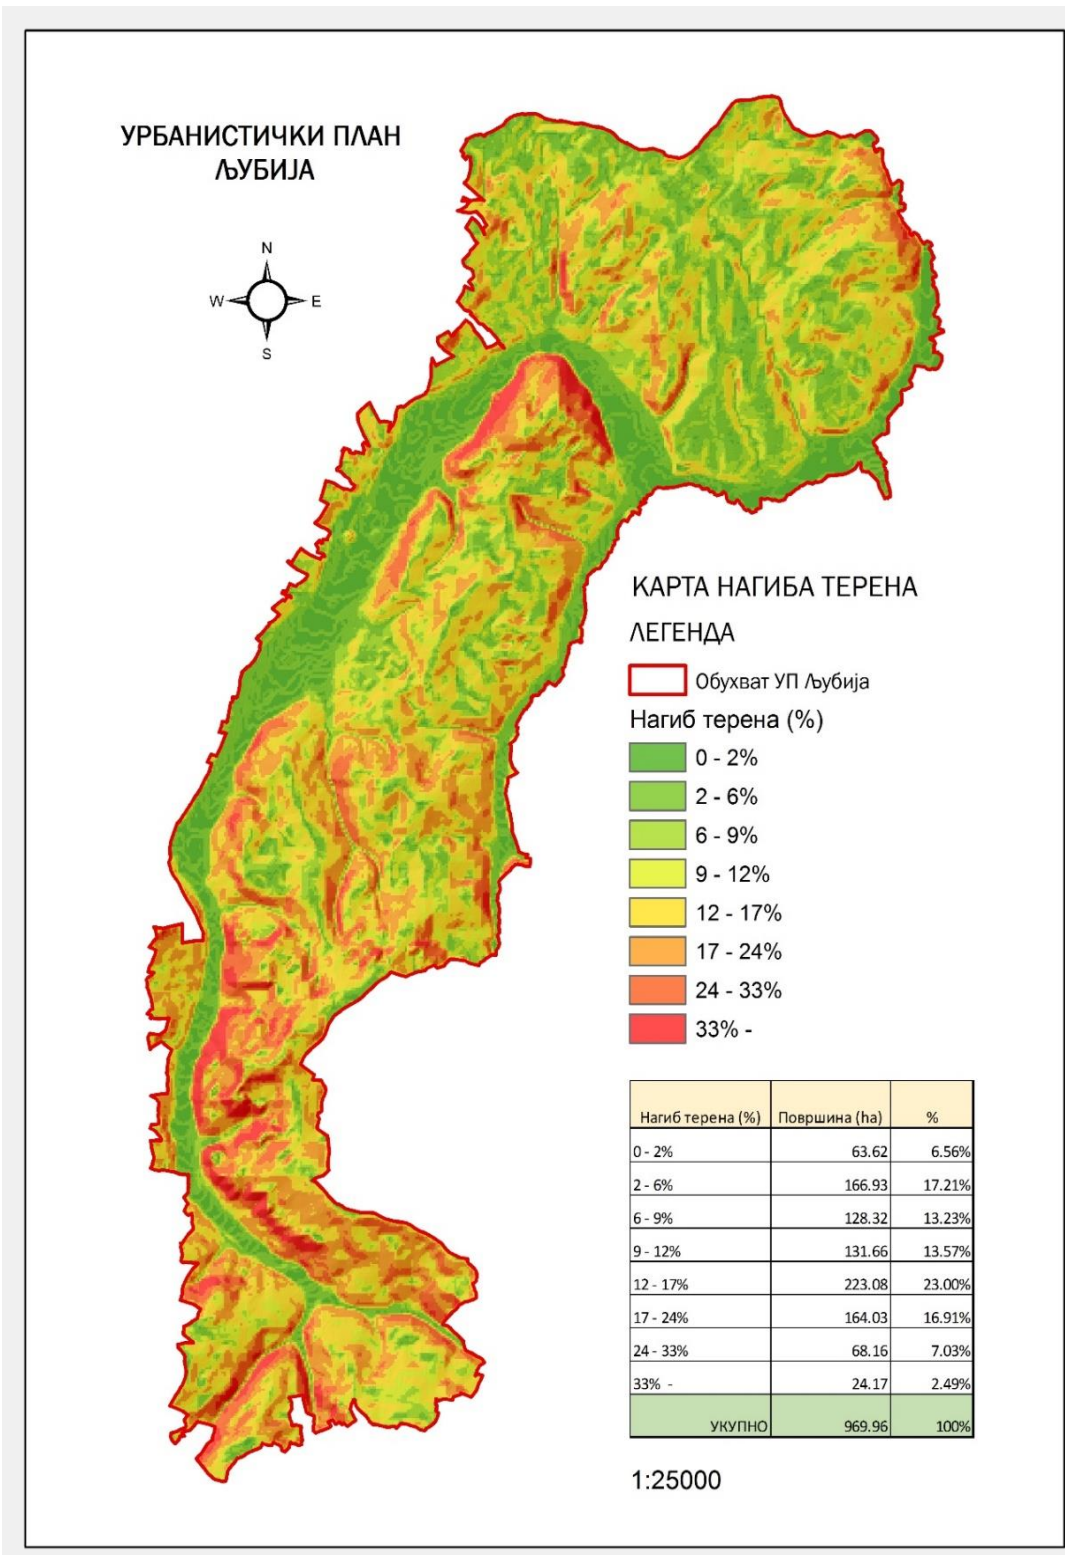 УРБАНИСТИЧКИ ПЛАН
ЉУБИЈА
N
W E
S
КАРТА НАГИБА ТЕРЕНА
ЛЕГЕНДА
Обухват УП Љубија
Нагиб терена (%)
0 - 2%
2 - 6%
6 - 9%
9 - 12%
12 - 17%
17 - 24%
24 - 33%
33% -
Нагиб терена (%) Површина (ha) %
0 - 2% 63.62 6.56%
2 - 6% 166.93 17.21%
6 - 9% 128.32 13.23%
9 - 12% 131.66 13.57%
12 - 17% 223.08 23.00%
17 - 24% 164.03 16.91%
24 - 33% 68.16 7.03%
33% - 24.17 2.49%
УКУПНО 969.96 100%
1:25000